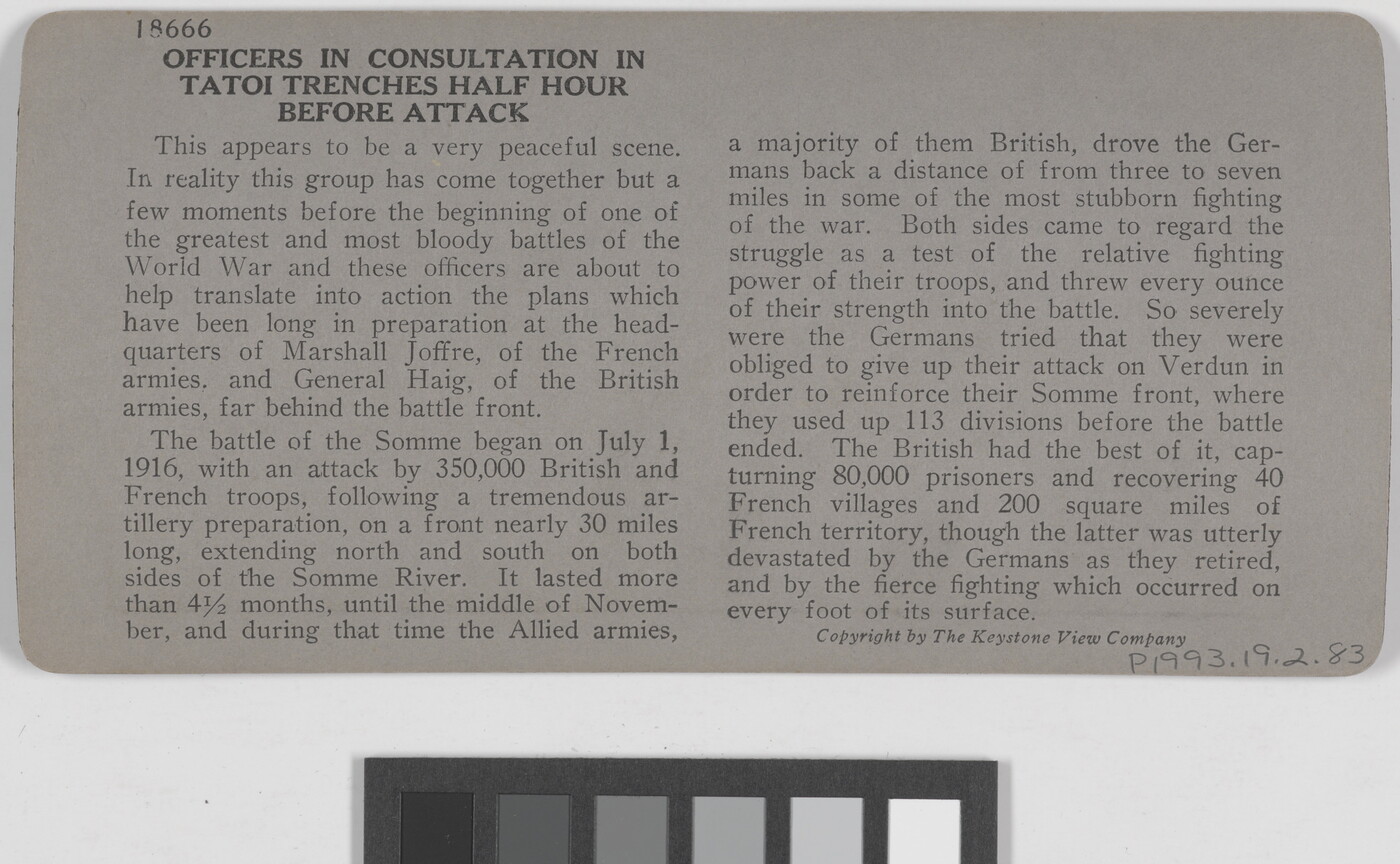 18666
OFFICERS IN CONSULTATION IN
TATOI TRENCHES HALF HOUR
BEFORE ATTACK
This appears to be a very peaceful scene.
In reality this group has come together but a
few moments before the beginning of one of
the greatest and most bloody battles of the
World War and these officers are about to
help translate into action the plans which
have been long in preparation at the head-
quarters of Marshall Joffre, of the French
armies. and General Haig, of the British
armies, far behind the battle front.
The battle of the Somme began on July 1,
1916, with an attack by 350,000 British and
French troops, following a tremendous ar-
tillery preparation, on a front nearly 30 miles
long, extending north and south on both
sides of the Somme River. It lasted more
than 4½ months, until the middle of Novem-
ber, and during that time the Allied armies,
a majority of them British, drove the Ger-
mans back a distance of from three to seven
miles in some of the most stubborn fighting
of the war. Both sides came to regard the
struggle as a test of the relative fighting
power of their troops, and threw every ounce
of their strength into the battle. So severely
were the Germans tried that they were
obliged to give up their attack on Verdun in
order to reinforce their Somme front, where
they used up 113 divisions before the battle
ended. The British had the best of it, cap-
turning 80,000 prisoners and recovering 40
French villages and 200 square miles of
French territory, though the latter was utterly
devastated by the Germans as they retired,
and by the fierce fighting which occurred on
every foot of its surface.
Copyright by The Keystone View Company
P1993.19.2.83